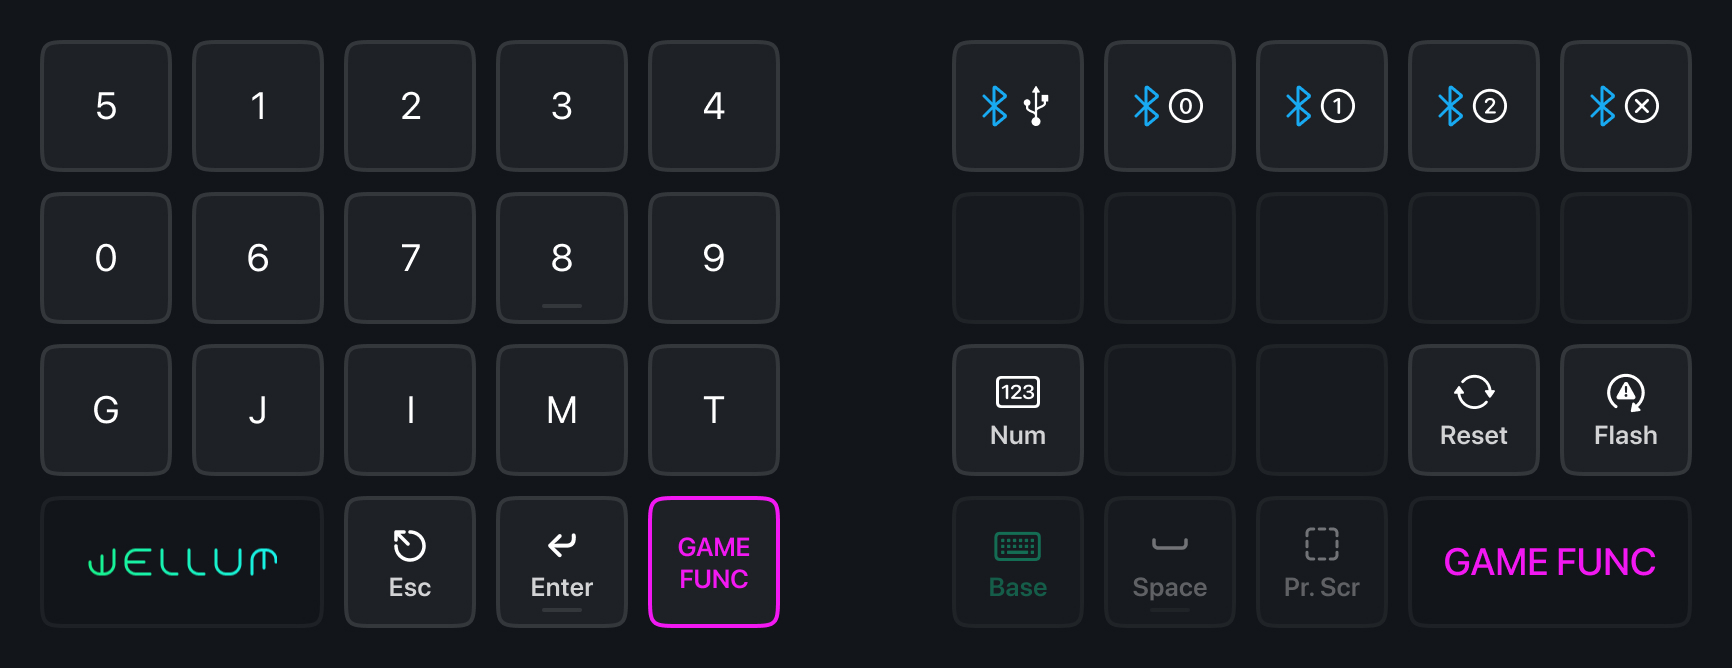 5 1 2 3 4 0 1 2
0 6 7 8 9
G J I M T 123 Num Reset Flash
WELLUM Esc Enter GAME FUNC Base Space Pr. Scr GAME FUNC